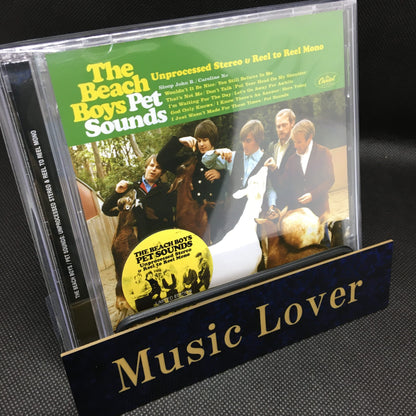 The
Beach
Boys Pet
Sounds
Unprocessed Stereo & Reel to Reel Mono
Sloop John B / Caroline No
Wouldn't It Be Nice / You Still Believe In Me
That's Not Me / Don't Talk (Put Your Head On My Shoulder)
I'm Waiting For The Day / Let's Go Away For Awhile
God Only Knows / I Know There's An Answer / Here Today
I Just Wasn't Made For These Times / Pet Sounds
Capitol
THE BEACH BOYS PET SOUNDS: UNPROCESSED STEREO & REEL TO REEL MONO
THE BEACH BOYS
PET SOUNDS
Unprocessed Stereo
& Reel to Reel Mono
Music Lover